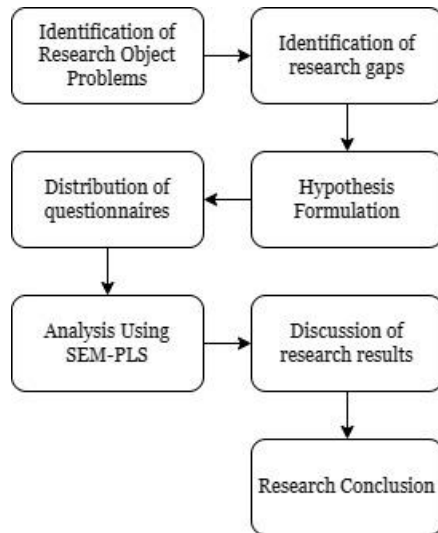 Identification of
Research Object
Problems
Identification of
research gaps
Hypothesis
Formulation
Distribution of
questionnaires
Analysis Using
SEM-PLS
Discussion of
research results
Research Conclusion